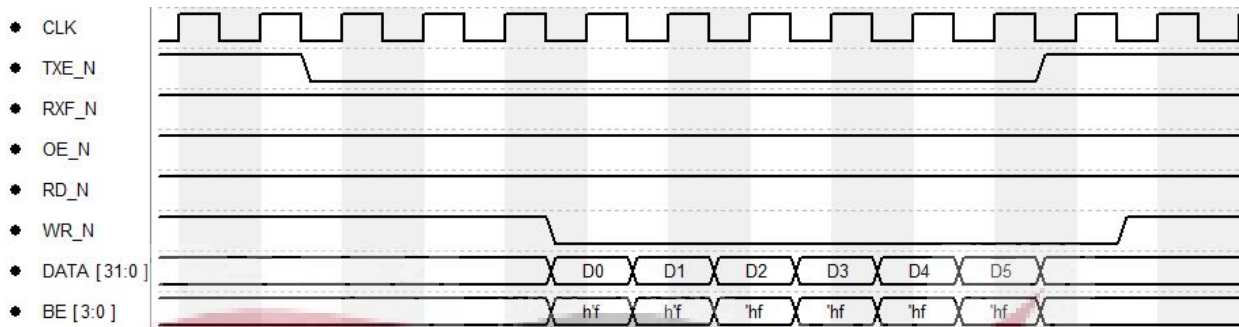 CLK
TXE_N
RXF_N
OE_N
RD_N
WR_N
DATA [31:0] D0 D1 D2 D3 D4 D5
BE [3:0] h'f h'f 'hf 'hf 'hf 'hf